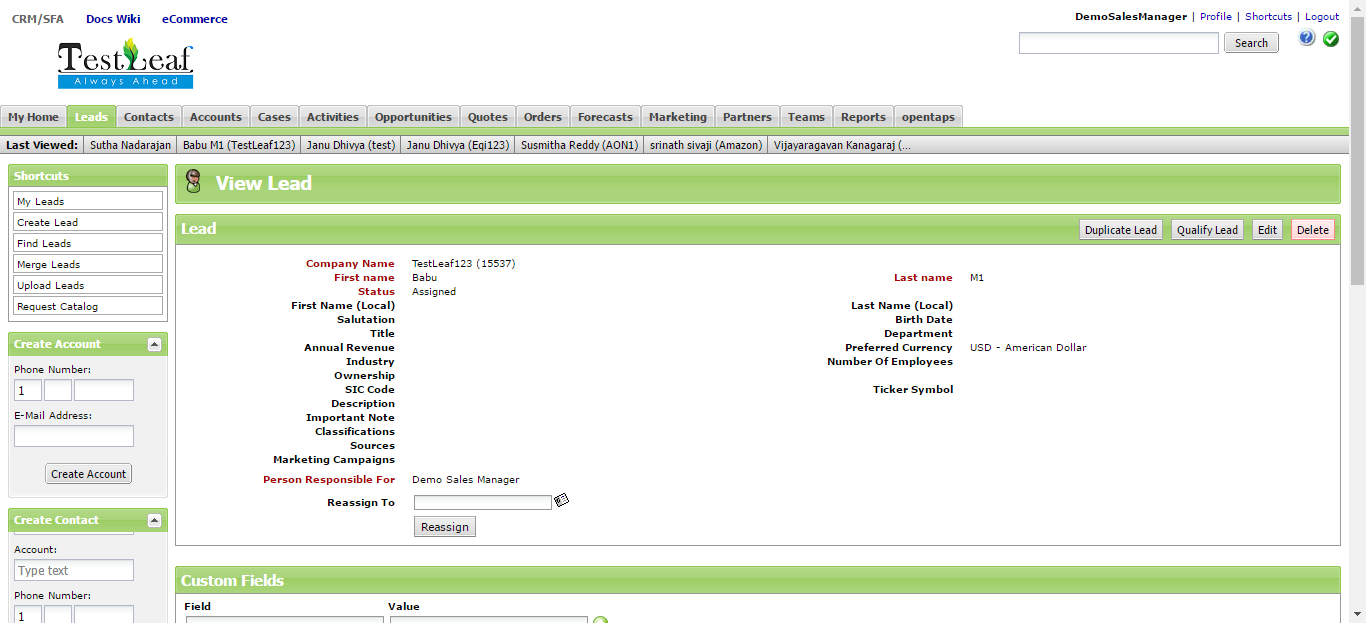 CRM/SFA Docs Wiki eCommerce
DemoSalesManager | Profile | Shortcuts | Logout
TestLeaf
Always Ahead
Search
My Home Leads Contacts Accounts Cases Activities Opportunities Quotes Orders Forecasts Marketing Partners Teams Reports opentaps
Last Viewed: Sutha Nadarajan Babu M1 (TestLeaf123) Janu Dhivya (test) Janu Dhivya (Eqi123) Susmitha Reddy (AON1) srinath sivaji (Amazon) Vijayaragavan Kanagaraj (...
Shortcuts
My Leads
Create Lead
Find Leads
Merge Leads
Upload Leads
Request Catalog
Create Account
Phone Number:
1
E-Mail Address:
Create Account
Create Contact
Account:
Type text
Phone Number:
1
View Lead
Lead
Duplicate Lead Qualify Lead Edit Delete
Company Name TestLeaf123 (15537)
First name Babu Last name M1
Status Assigned
First Name (Local) Last Name (Local)
Salutation Birth Date
Title Department
Annual Revenue Preferred Currency USD - American Dollar
Industry Number Of Employees
Ownership
SIC Code Ticker Symbol
Description
Important Note
Classifications
Sources
Marketing Campaigns
Person Responsible For Demo Sales Manager
Reassign To
Reassign
Custom Fields
Field Value